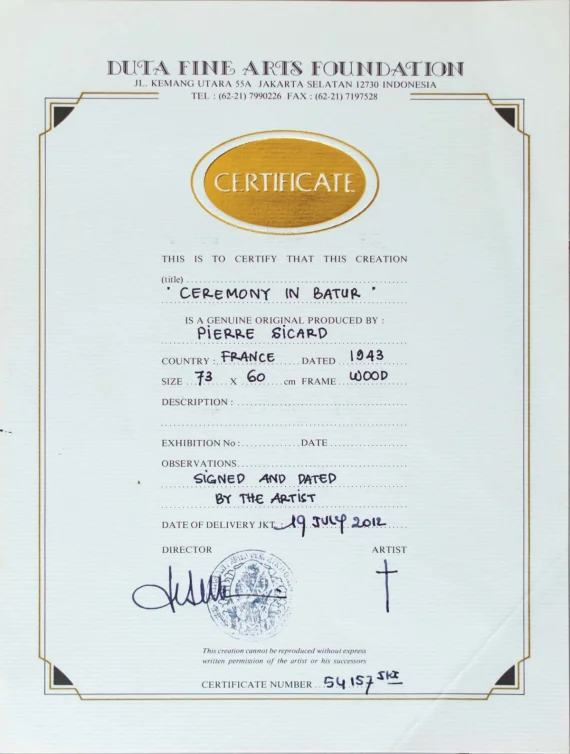 DUTA FINE ARTS FOUNDATION
JL. KEMANG UTARA 55A JAKARTA SELATAN 12730 INDONESIA
TEL : (62-21) 7990226 FAX : (62-21) 7197528
CERTIFICATE
THIS IS TO CERTIFY THAT THIS CREATION
(title)
"CEREMONY IN BATUR"
IS A GENUINE ORIGINAL PRODUCED BY :
PIERRE SICARD
COUNTRY : FRANCE DATED 1943
SIZE 73 X 60 cm FRAME WOOD
DESCRIPTION :
EXHIBITION No : DATE
OBSERVATIONS
SIGNED AND DATED
BY THE ARTIST
DATE OF DELIVERY JKT : 19 JULY 2012
DIRECTOR ARTIST
This creation cannot be reproduced without express
written permission of the artist or his successors
CERTIFICATE NUMBER 54157